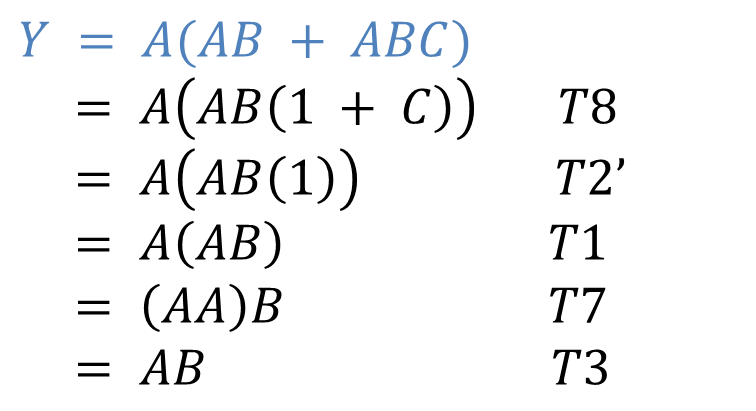 Y = A(AB + ABC)
= A(AB(1 + C)) T8
= A(AB(1)) T2’
= A(AB) T1
= (AA)B T7
= AB T3